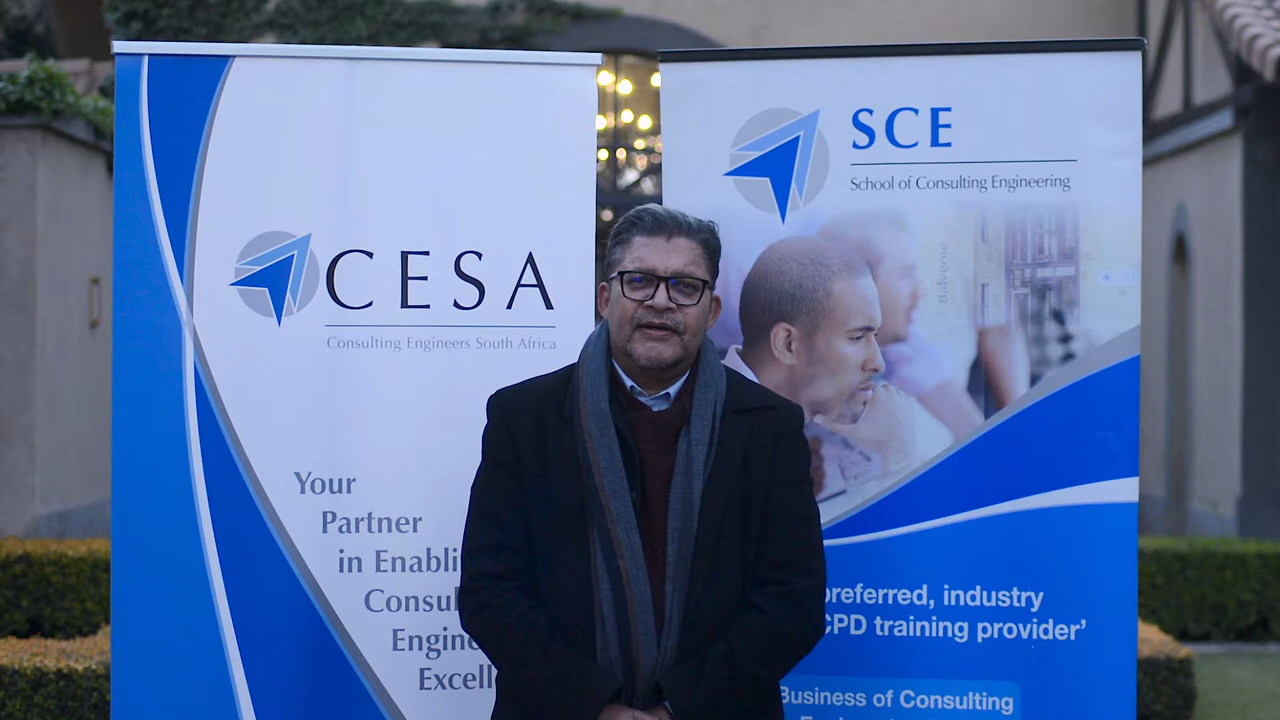 CESA
Consulting Engineers South Africa
Your
Partner
in Enabli
Consul
Engine
Excell
SCE
School of Consulting Engineering
Balvenie
preferred, industry
CPD training provider’
Business of Consulting